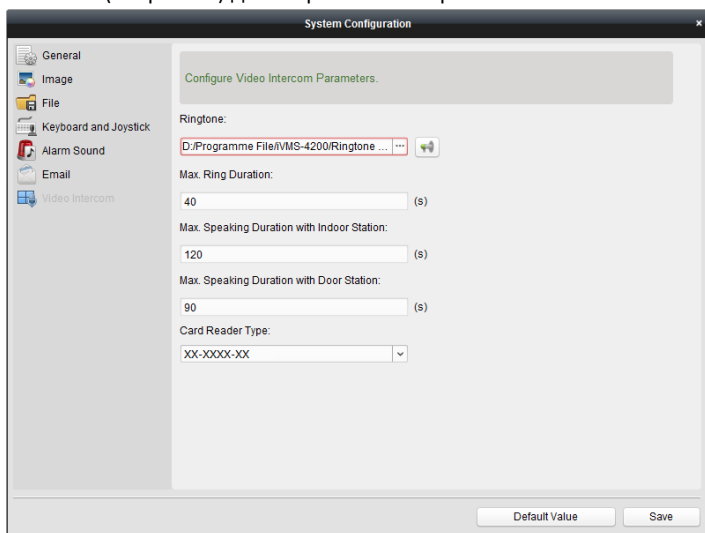 System Configuration
×
General
Image
File
Keyboard and Joystick
Alarm Sound
Email
Video Intercom
Configure Video Intercom Parameters.
Ringtone:
D:/Programme File/iVMS-4200/Ringtone ... ...
Max. Ring Duration:
40 (s)
Max. Speaking Duration with Indoor Station:
120 (s)
Max. Speaking Duration with Door Station:
90 (s)
Card Reader Type:
XX-XXXX-XX
Default Value
Save